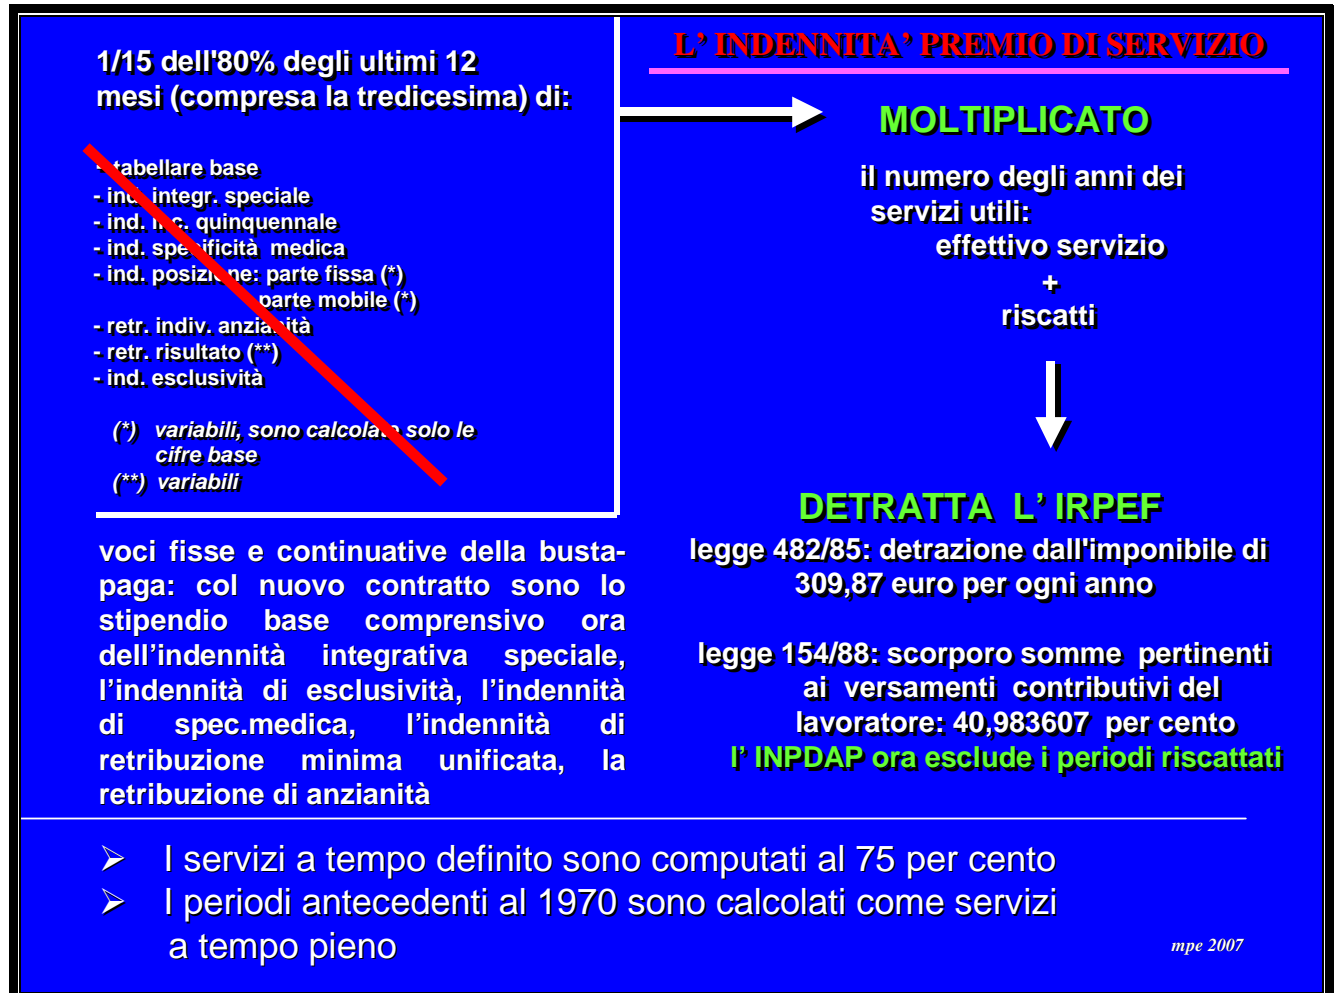 L’ INDENNITA’ PREMIO DI SERVIZIO
1/15 dell'80% degli ultimi 12
mesi (compresa la tredicesima) di:
- tabellare base
- ind. integr. speciale
- ind. inc. quinquennale
- ind. specificità medica
- ind. posizione: parte fissa (*)
parte mobile (*)
- retr. indiv. anzianità
- retr. risultato (**)
- ind. esclusività
(*) variabili, sono calcolate solo le
cifre base
(**) variabili
MOLTIPLICATO
il numero degli anni dei
servizi utili:
effettivo servizio
+
riscatti
voci fisse e continuative della busta-
paga: col nuovo contratto sono lo
stipendio base comprensivo ora
dell’indennità integrativa speciale,
l’indennità di esclusività, l’indennità
di spec.medica, l’indennità di
retribuzione minima unificata, la
retribuzione di anzianità
DETRATTA L’ IRPEF
legge 482/85: detrazione dall'imponibile di
309,87 euro per ogni anno
legge 154/88: scorporo somme pertinenti
ai versamenti contributivi del
lavoratore: 40,983607 per cento
l’ INPDAP ora esclude i periodi riscattati
➢ I servizi a tempo definito sono computati al 75 per cento
➢ I periodi antecedenti al 1970 sono calcolati come servizi
a tempo pieno
mpe 2007